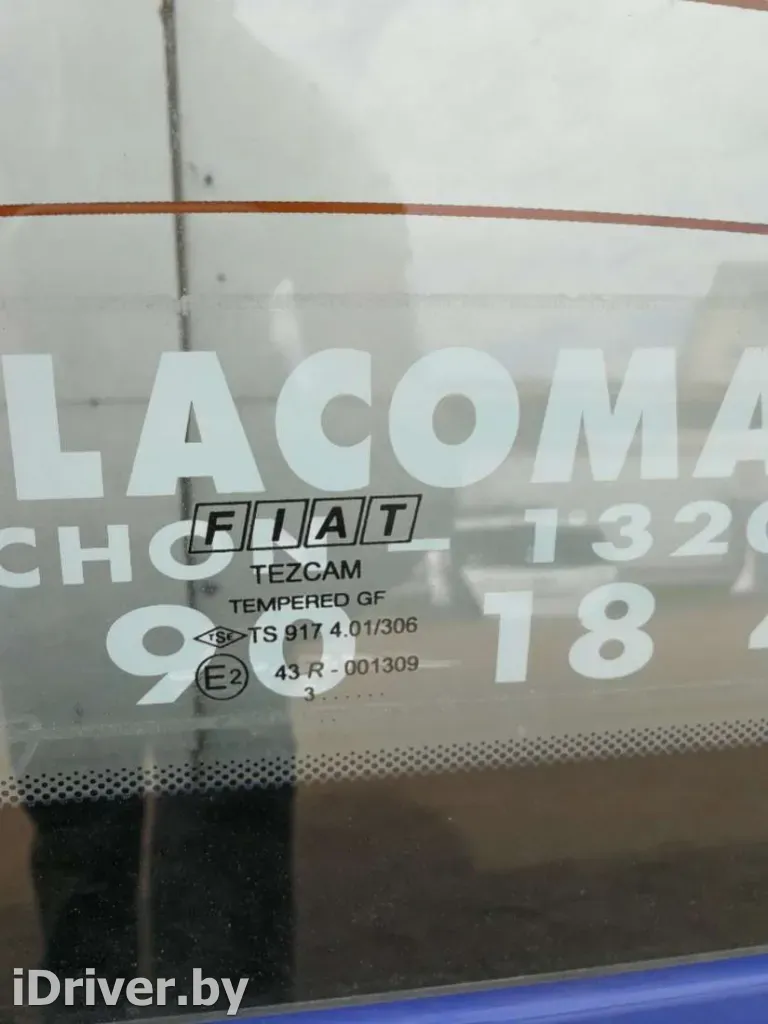 LACOMA
CHON - 132
FIAT
TEZCAM
TEMPERED GF
TSE TS 917 4.01/306
90 18
E2 43 R - 001309
3 . . . . . .
. .
iDriver.by